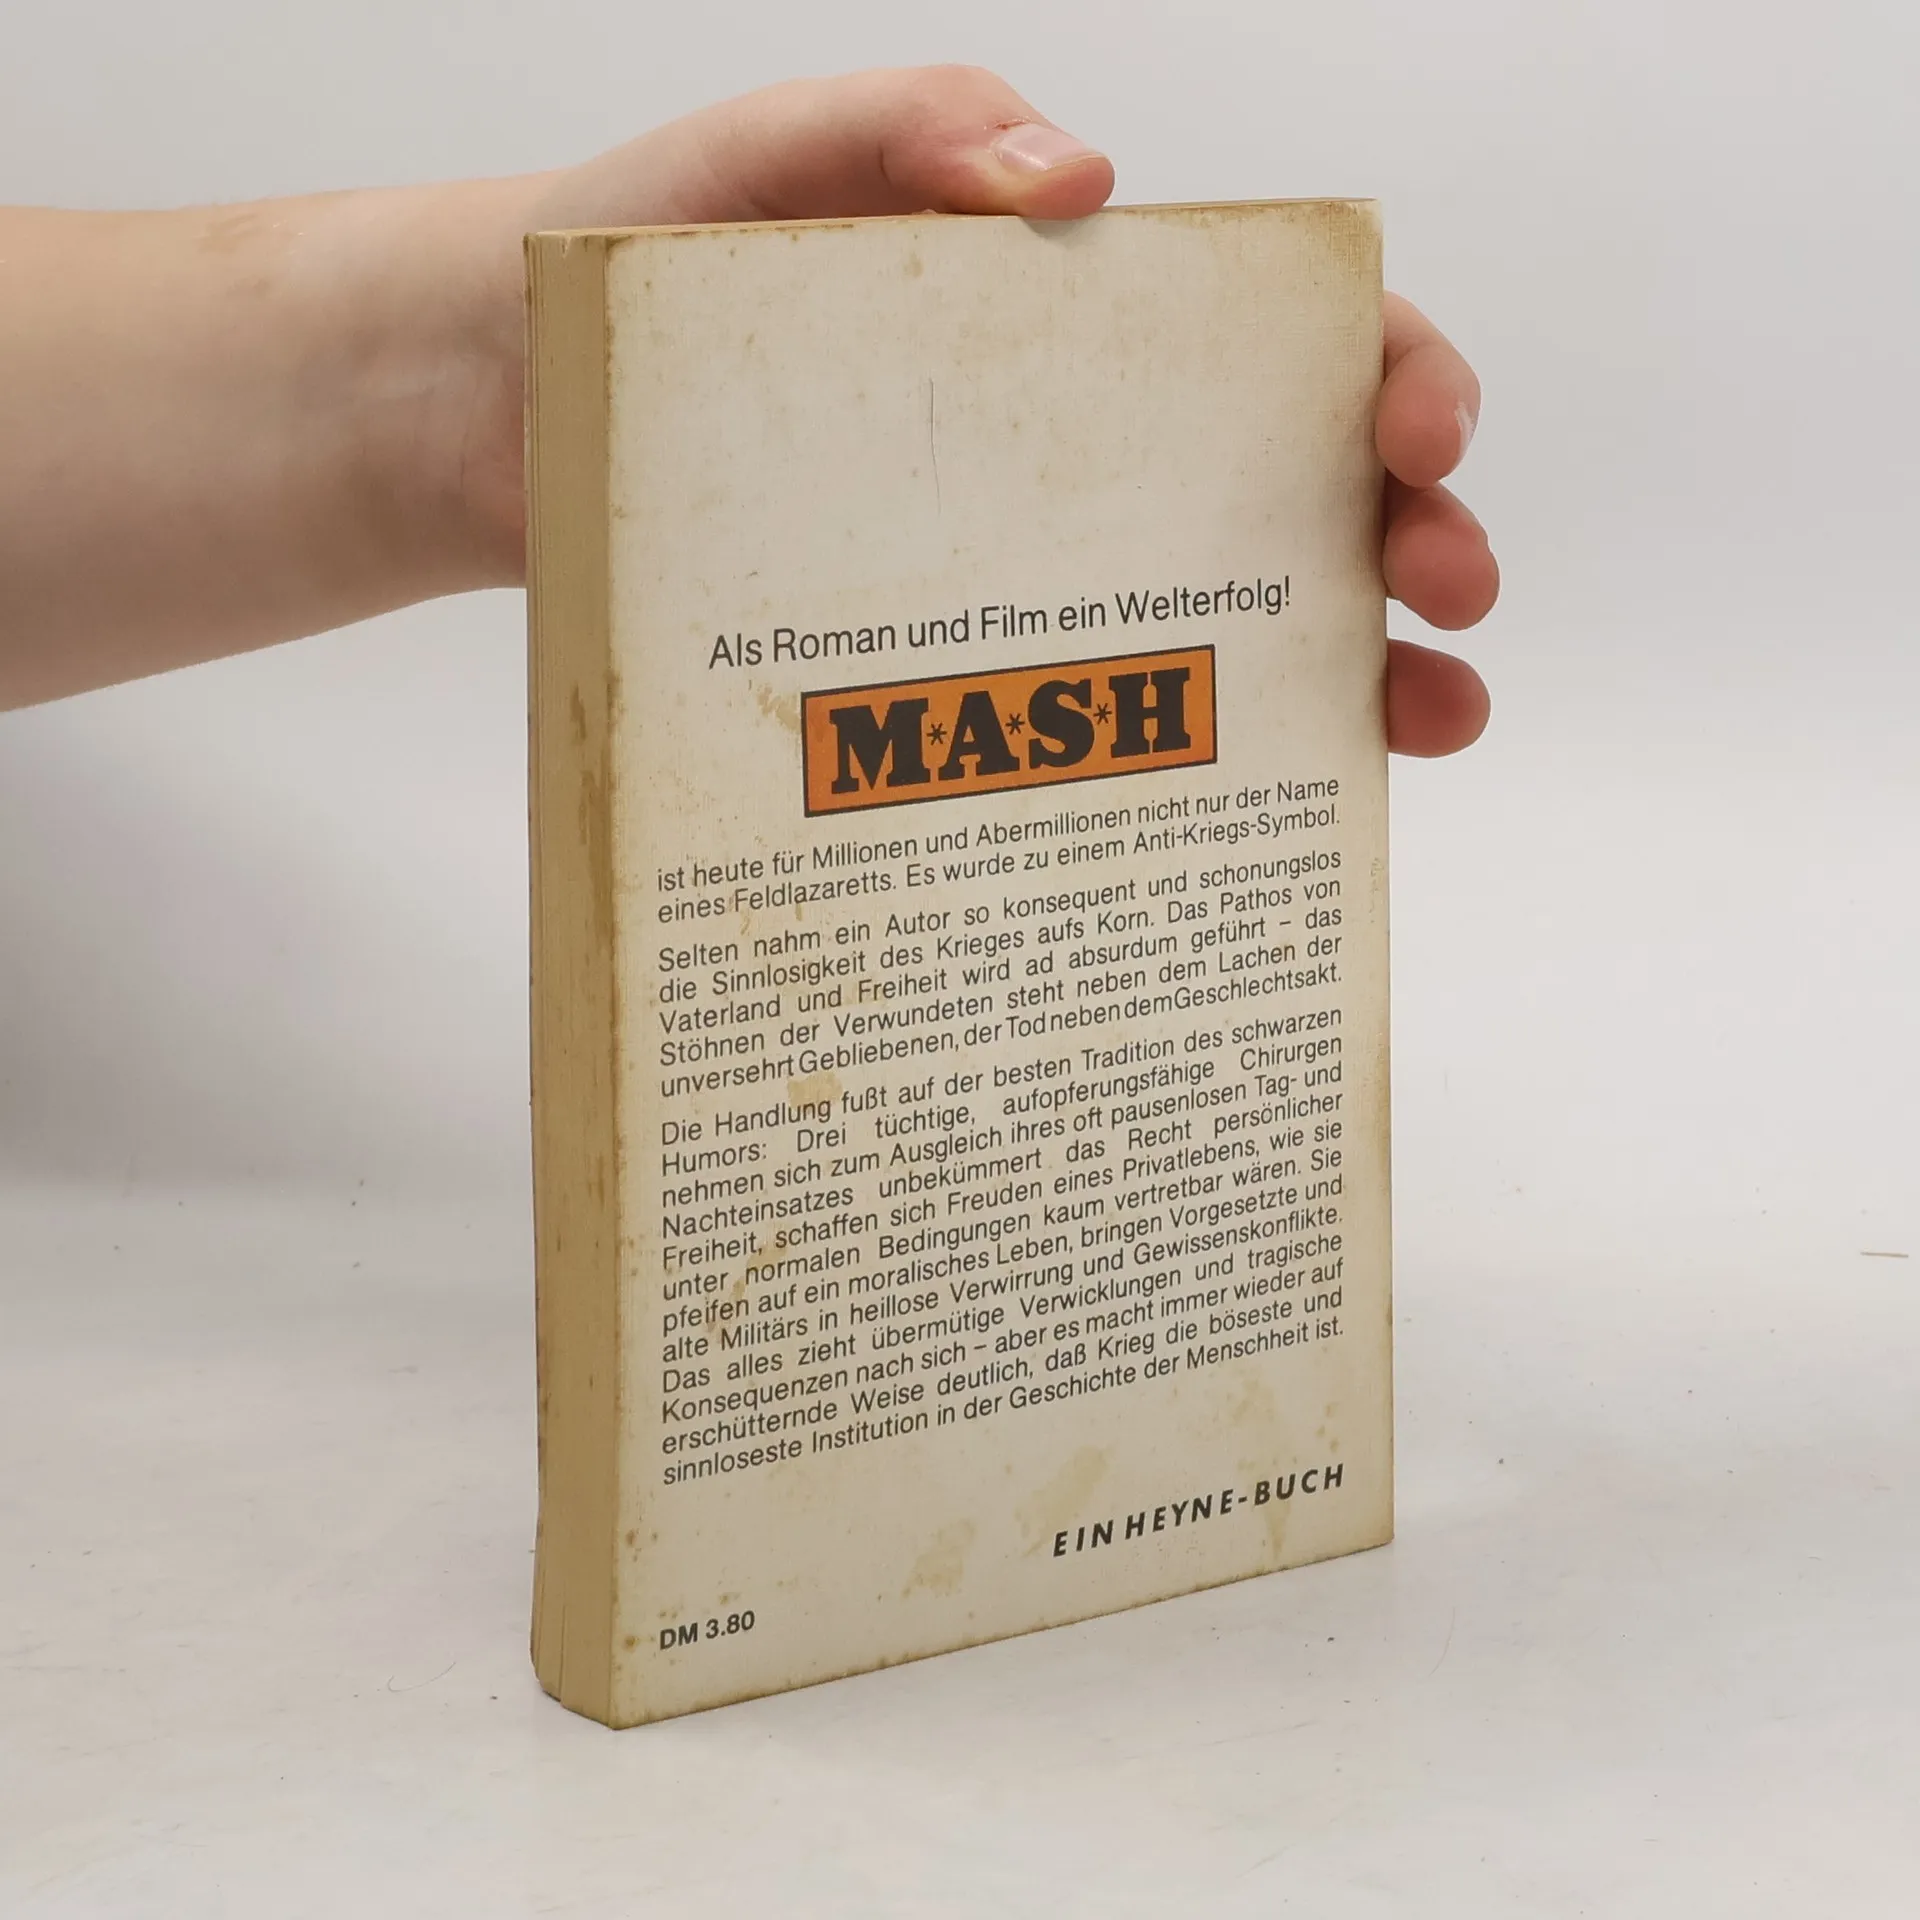 Als Roman und Film ein Welterfolg!
M*A*S*H
ist heute für Millionen und Abermillionen nicht nur der Name
eines Feldlazaretts. Es wurde zu einem Anti-Kriegs-Symbol.
Selten nahm ein Autor so konsequent und schonungslos
die Sinnlosigkeit des Krieges aufs Korn. Das Pathos von
Vaterland und Freiheit wird ad absurdum geführt – das
Stöhnen der Verwundeten steht neben dem Lachen der
unversehrt Gebliebenen, der Tod neben dem Geschlechtsakt.
Die Handlung fußt auf der besten Tradition des schwarzen
Humors: Drei tüchtige, aufopferungsfähige Chirurgen
nehmen sich zum Ausgleich ihres oft pausenlosen Tag- und
Nachteinsatzes unbekümmert das Recht persönlicher
Freiheit, schaffen sich Freuden eines Privatlebens, wie sie
unter normalen Bedingungen kaum vertretbar wären. Sie
pfeifen auf ein moralisches Leben, bringen Vorgesetzte und
alte Militärs in heillose Verwirrung und Gewissenskonflikte.
Das alles zieht übermütige Verwicklungen und tragische
Konsequenzen nach sich – aber es macht immer wieder auf
erschütternde Weise deutlich, daß Krieg die böseste und
sinnloseste Institution in der Geschichte der Menschheit ist.
EIN HEYNE-BUCH
DM 3.80